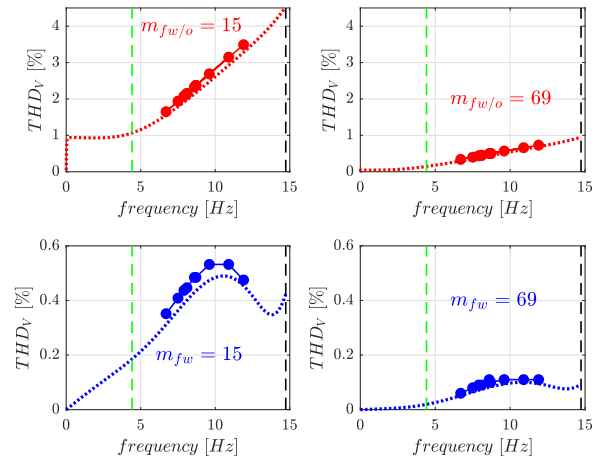 m_{fw/o} = 15
THD_V [%]
4
3
2
1
0
0 5 10 15
frequency [Hz]
m_{fw/o} = 69
THD_V [%]
4
3
2
1
0
0 5 10 15
frequency [Hz]
m_{fw} = 15
THD_V [%]
0.6
0.4
0.2
0
0 5 10 15
frequency [Hz]
m_{fw} = 69
THD_V [%]
0.6
0.4
0.2
0
0 5 10 15
frequency [Hz]